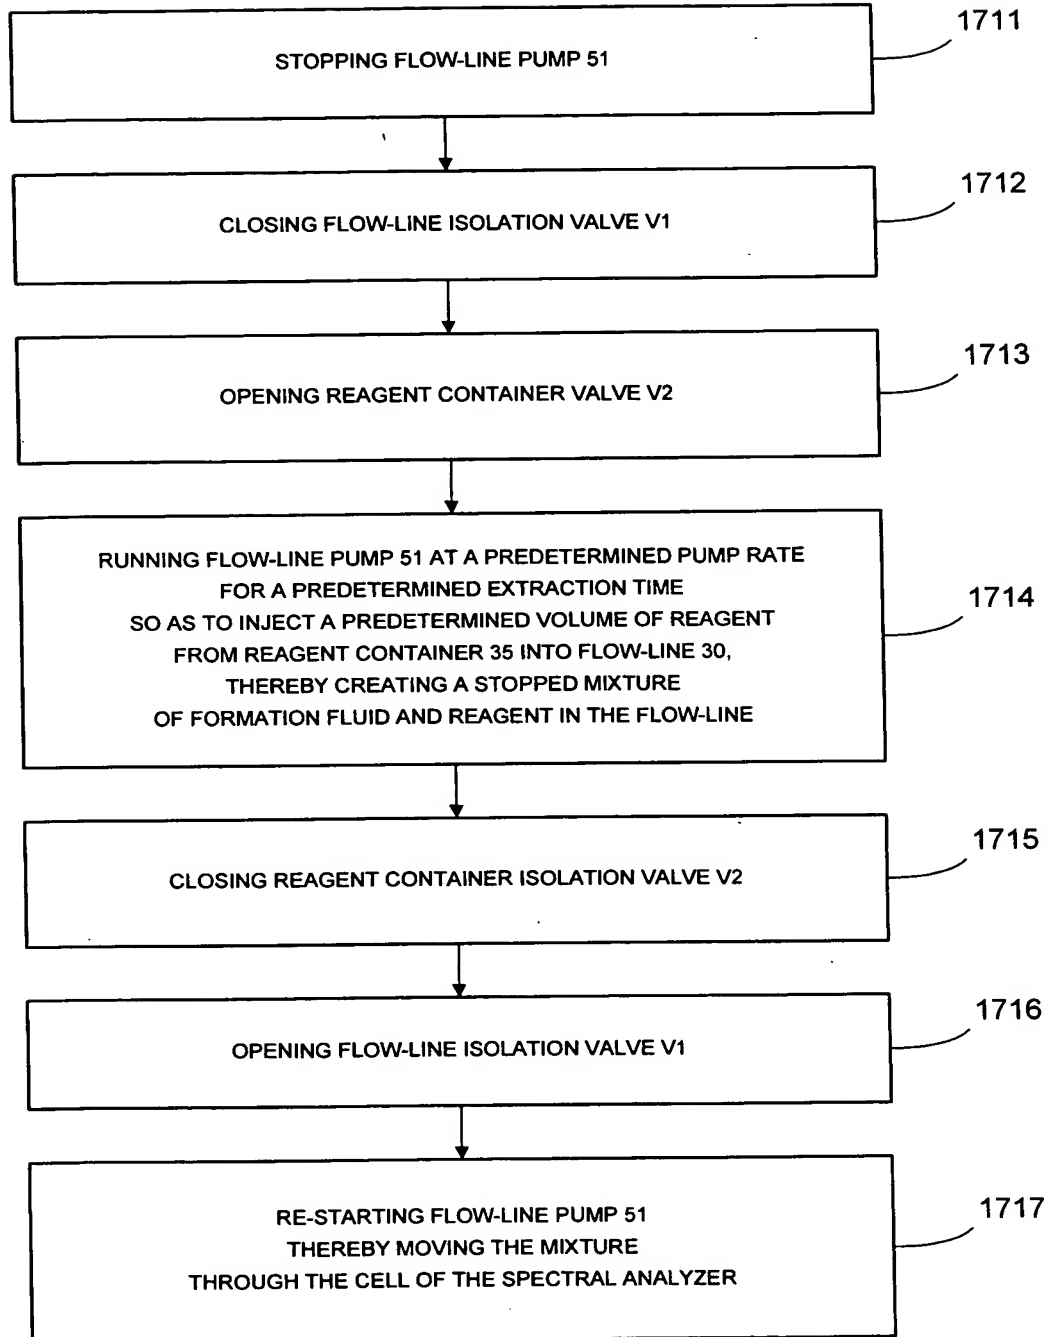 STOPPING FLOW-LINE PUMP 51
1711
CLOSING FLOW-LINE ISOLATION VALVE V1
1712
OPENING REAGENT CONTAINER VALVE V2
1713
RUNNING FLOW-LINE PUMP 51 AT A PREDETERMINED PUMP RATE
FOR A PREDETERMINED EXTRACTION TIME
SO AS TO INJECT A PREDETERMINED VOLUME OF REAGENT
FROM REAGENT CONTAINER 35 INTO FLOW-LINE 30,
THEREBY CREATING A STOPPED MIXTURE
OF FORMATION FLUID AND REAGENT IN THE FLOW-LINE
1714
CLOSING REAGENT CONTAINER ISOLATION VALVE V2
1715
OPENING FLOW-LINE ISOLATION VALVE V1
1716
RE-STARTING FLOW-LINE PUMP 51
THEREBY MOVING THE MIXTURE
THROUGH THE CELL OF THE SPECTRAL ANALYZER
1717